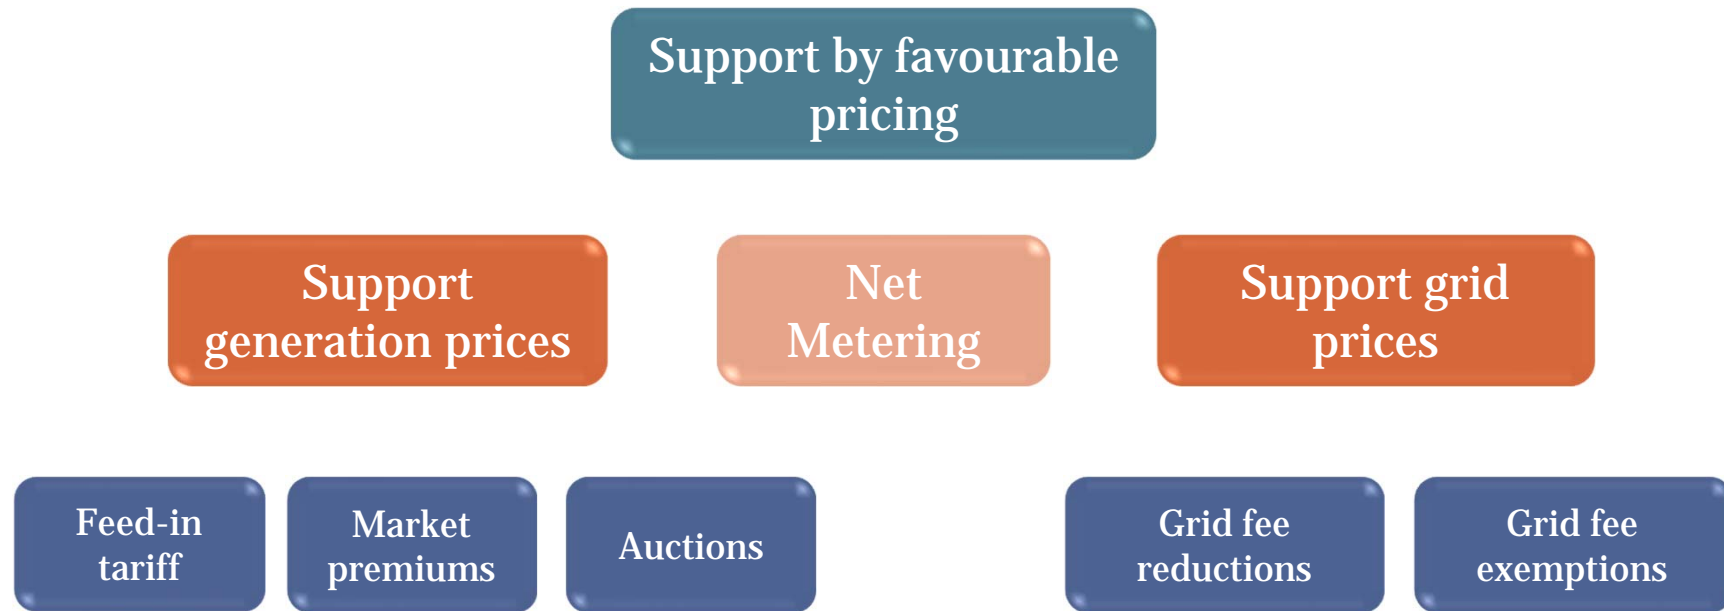 Support by favourable
pricing
Support
generation prices
Net
Metering
Support grid
prices
Feed-in
tariff
Market
premiums
Auctions
Grid fee
reductions
Grid fee
exemptions